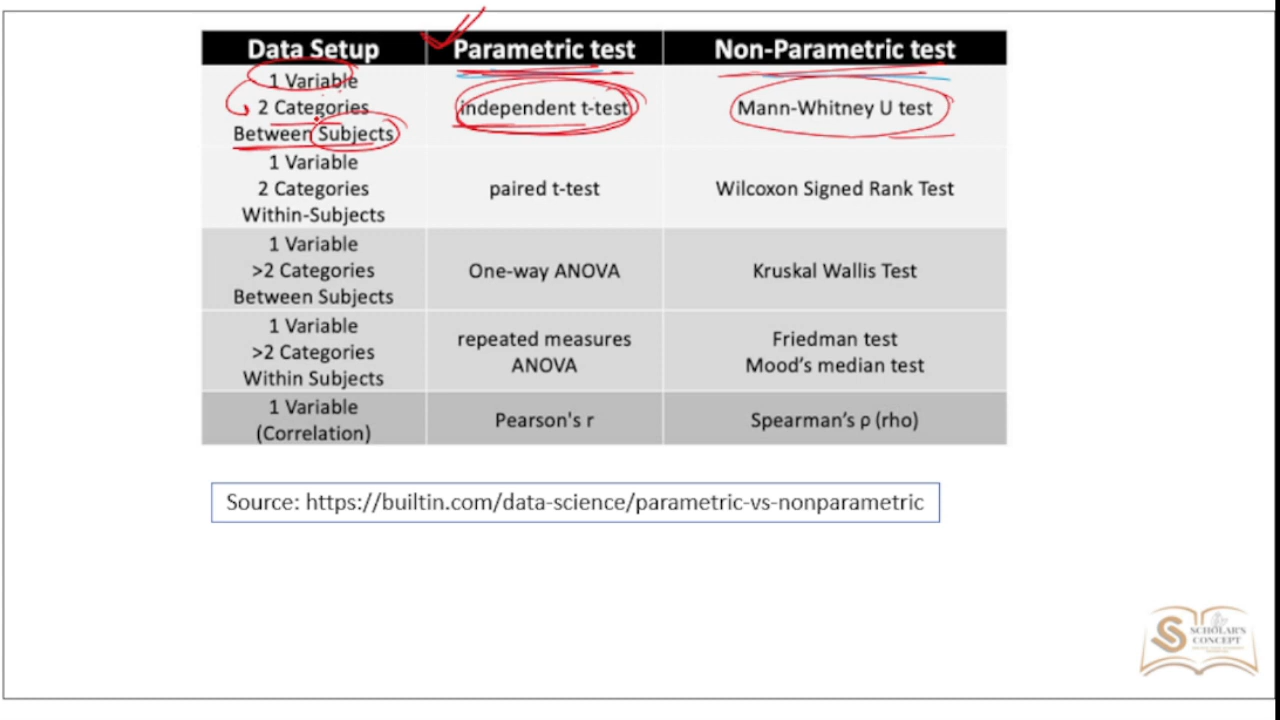 Data Setup
Parametric test
Non-Parametric test
1 Variable
2 Categories
Between Subjects
independent t-test
Mann-Whitney U test
1 Variable
2 Categories
Within-Subjects
paired t-test
Wilcoxon Signed Rank Test
1 Variable
>2 Categories
Between Subjects
One-way ANOVA
Kruskal Wallis Test
1 Variable
>2 Categories
Within Subjects
repeated measures
ANOVA
Friedman test
Mood's median test
1 Variable
(Correlation)
Pearson's r
Spearman's ρ (rho)
Source: https://builtin.com/data-science/parametric-vs-nonparametric
SCHOLAR'S
CONCEPT